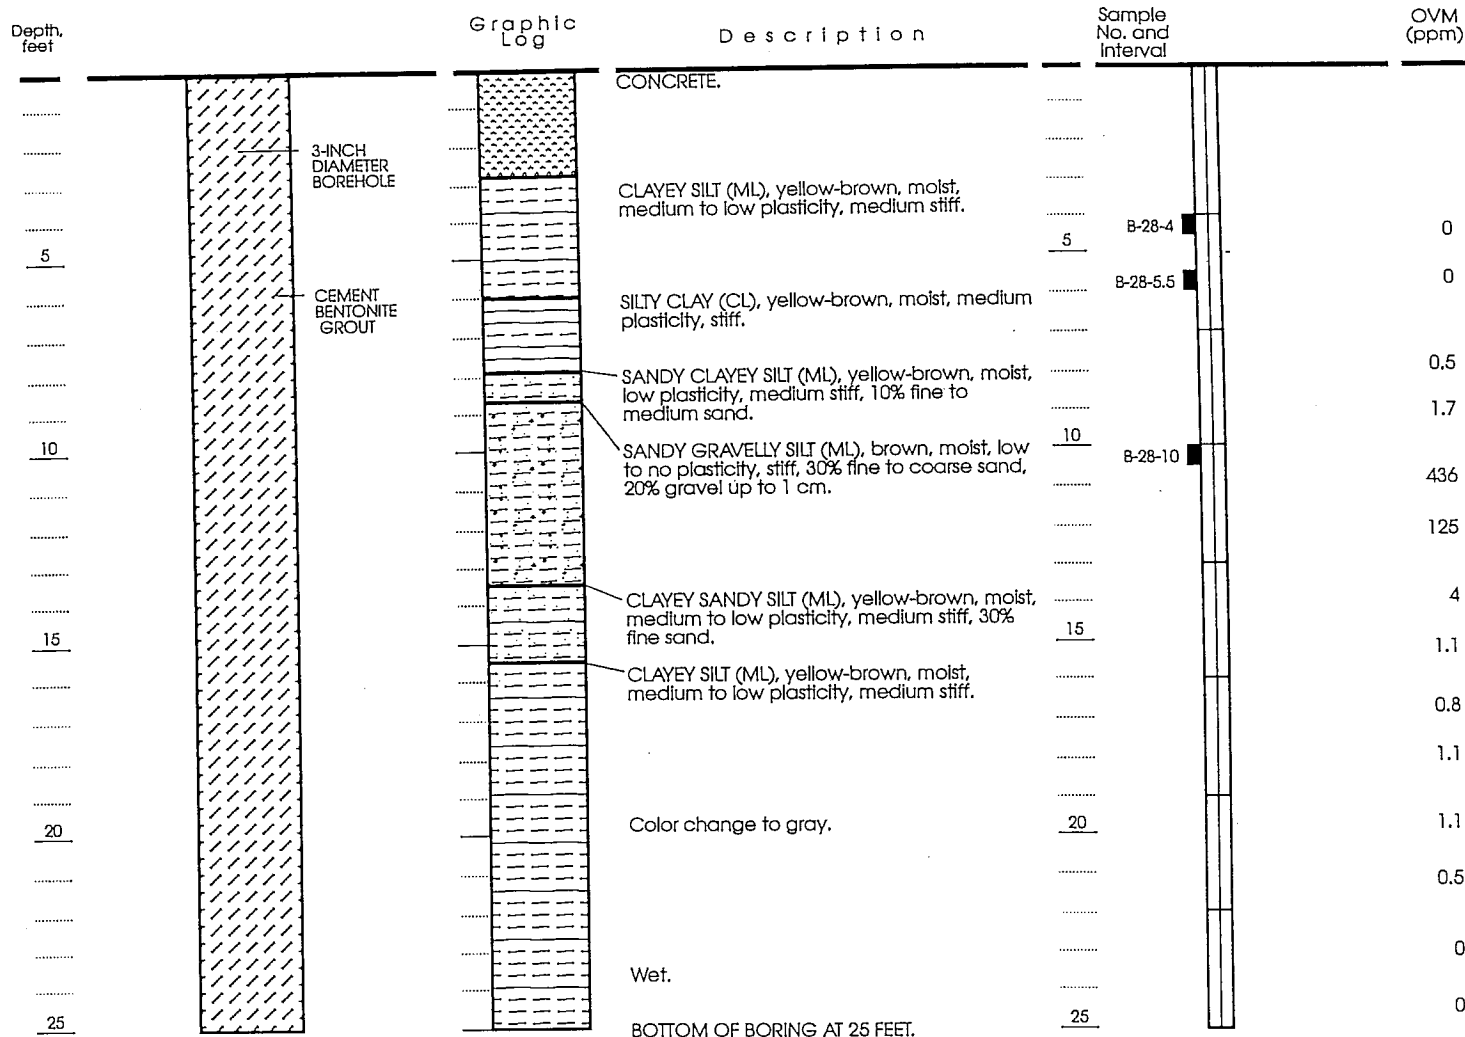 Depth,
feet
Graphic
Log
Description
Sample
No. and
Interval
OVM
(ppm)
CONCRETE.
3-INCH
DIAMETER
BOREHOLE
CLAYEY SILT (ML), yellow-brown, moist,
medium to low plasticity, medium stiff.
B-28-4
0
5
5
B-28-5.5
0
CEMENT
BENTONITE
GROUT
SILTY CLAY (CL), yellow-brown, moist, medium
plasticity, stiff.
0.5
SANDY CLAYEY SILT (ML), yellow-brown, moist,
low plasticity, medium stiff, 10% fine to
medium sand.
1.7
10
10
SANDY GRAVELLY SILT (ML), brown, moist, low
to no plasticity, stiff, 30% fine to coarse sand,
20% gravel up to 1 cm.
B-28-10
436
125
CLAYEY SANDY SILT (ML), yellow-brown, moist,
medium to low plasticity, medium stiff, 30%
fine sand.
4
15
15
1.1
CLAYEY SILT (ML), yellow-brown, moist,
medium to low plasticity, medium stiff.
0.8
1.1
20
Color change to gray.
20
1.1
0.5
0
Wet.
0
25
BOTTOM OF BORING AT 25 FEET.
25